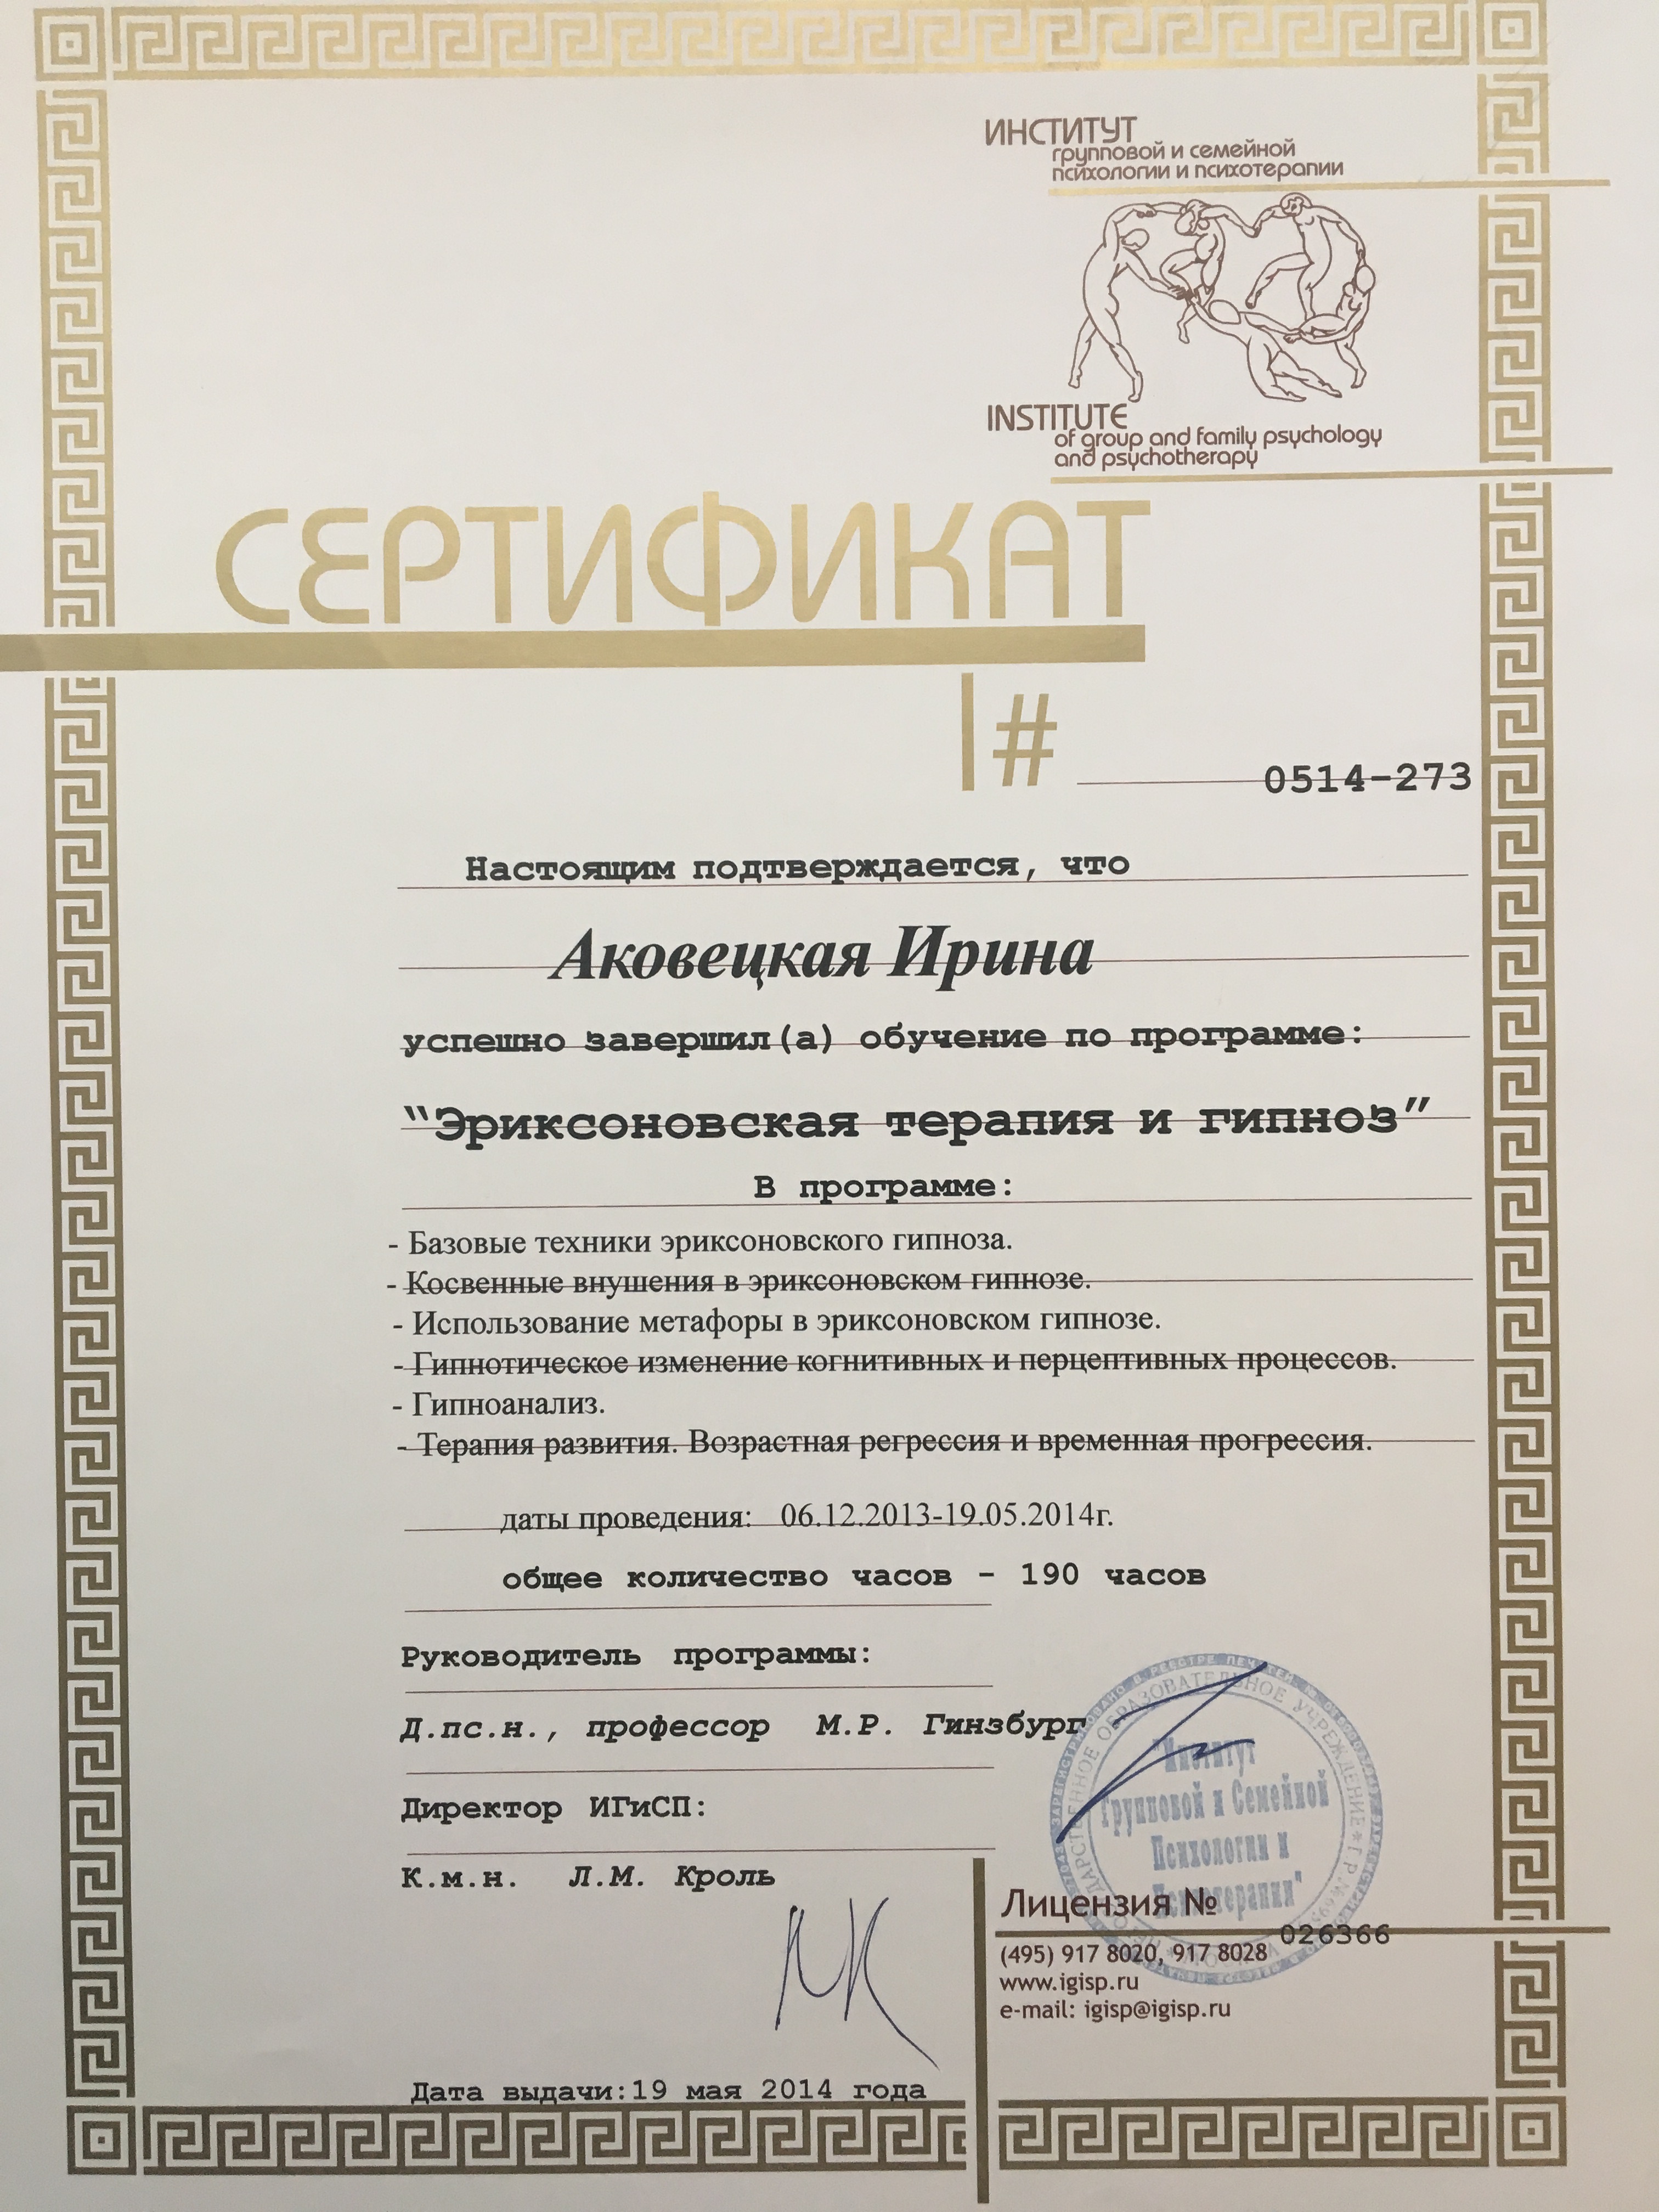 ИНСТИТУТ
групповой и семейной
психологии и психотерапии
INSTITUTE
of group and family psychology
and psychotherapy
СЕРТИФИКАТ
#
0514-273
Настоящим подтверждается, что
Аковецкая Ирина
успешно завершил(а) обучение по программе:
“Эриксоновская терапия и гипноз”
В программе:
- Базовые техники эриксоновского гипноза.
- Косвенные внушения в эриксоновском гипнозе.
- Использование метафоры в эриксоновском гипнозе.
- Гипнотическое изменение когнитивных и перцептивных процессов.
- Гипноанализ.
- Терапия развития. Возрастная регрессия и временная прогрессия.
даты проведения: 06.12.2013-19.05.2014г.
общее количество часов - 190 часов
Руководитель программы:
Д.пс.н., профессор М.Р. Гинзбург
Директор ИГиСП:
К.м.н. Л.М. Кроль
ОБРАЗОВАТЕЛЬНОЕ УЧРЕЖДЕНИЕ
"Институт
Групповой и Семейной
Психологии и
Психотерапии"
МОСКВА
Лицензия №
026366
(495) 917 8020, 917 8028
www.igisp.ru
e-mail: igisp@igisp.ru
Дата выдачи:19 мая 2014 года